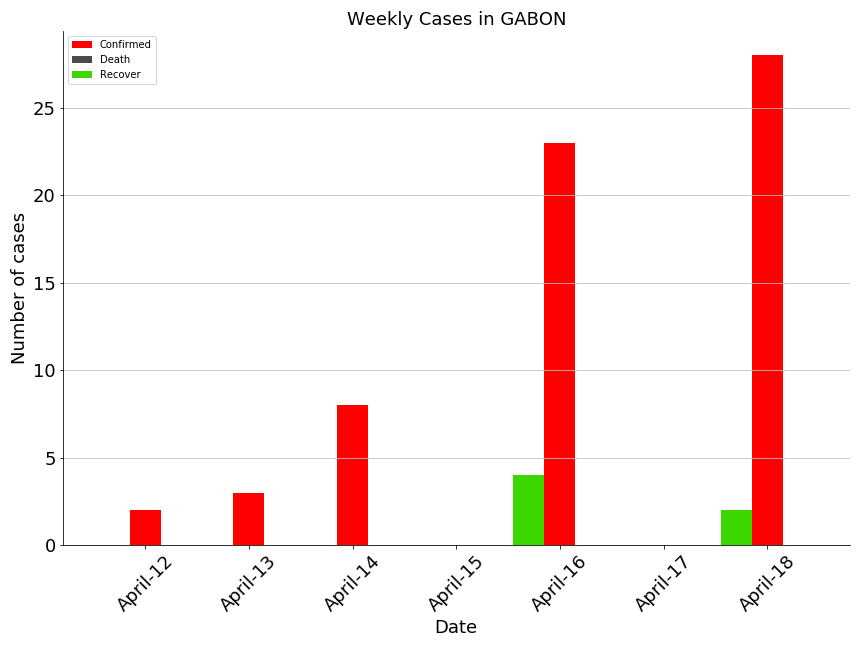 Weekly Cases in GABON
Confirmed
Death
Recover
Number of cases
25
20
15
10
5
0
April-12
April-13
April-14
April-15
April-16
April-17
April-18
Date